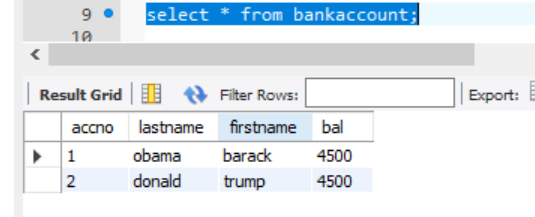 9 select * from bankaccount;
10
Result Grid Filter Rows: Export:
accno lastname firstname bal
1 obama barack 4500
2 donald trump 4500